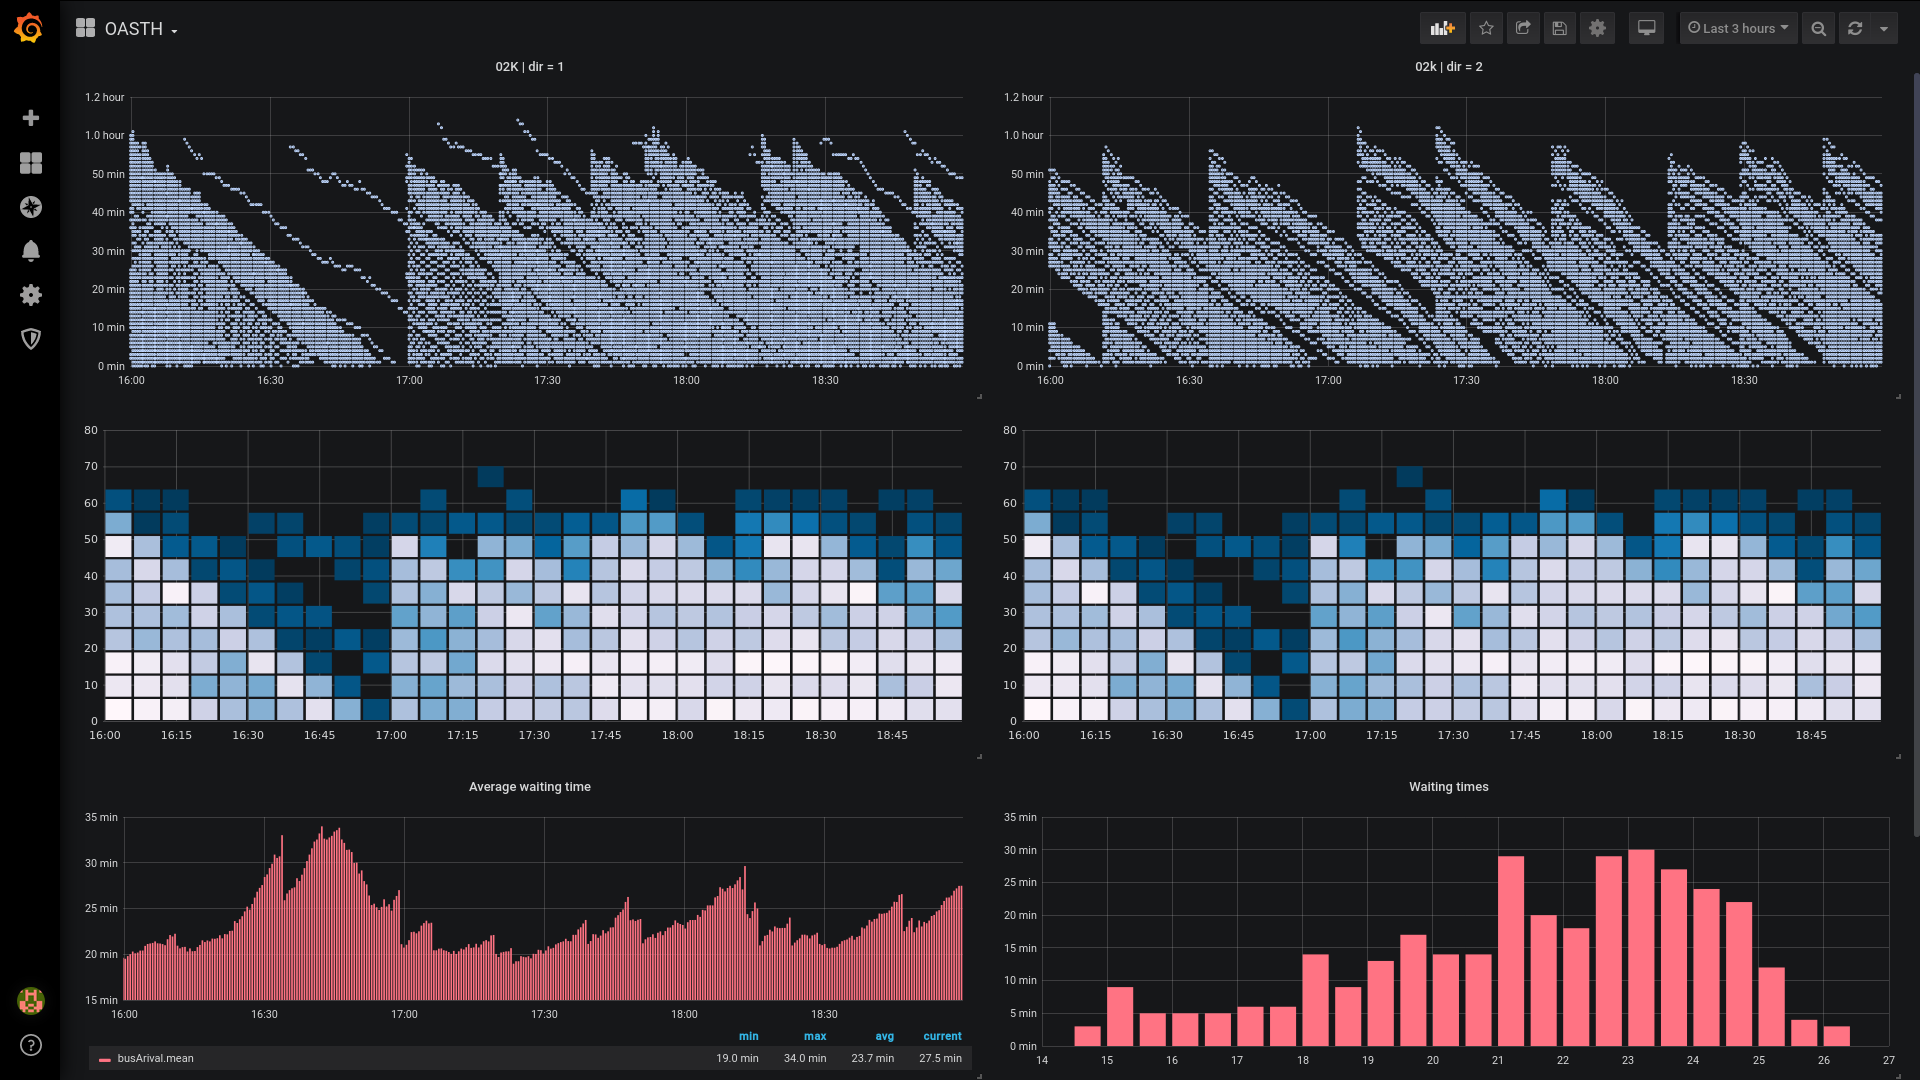 OASTH
Last 3 hours
02K | dir = 1
1.2 hour
1.0 hour
50 min
40 min
30 min
20 min
10 min
0 min
16:00 16:30 17:00 17:30 18:00 18:30
02k | dir = 2
1.2 hour
1.0 hour
50 min
40 min
30 min
20 min
10 min
0 min
16:00 16:30 17:00 17:30 18:00 18:30
80
70
60
50
40
30
20
10
0
16:00 16:15 16:30 16:45 17:00 17:15 17:30 17:45 18:00 18:15 18:30 18:45
80
70
60
50
40
30
20
10
0
16:00 16:15 16:30 16:45 17:00 17:15 17:30 17:45 18:00 18:15 18:30 18:45
Average waiting time
35 min
30 min
25 min
20 min
15 min
16:00 16:30 17:00 17:30 18:00 18:30
min max avg current
busArival.mean 19.0 min 34.0 min 23.7 min 27.5 min
Waiting times
35 min
30 min
25 min
20 min
15 min
10 min
5 min
0 min
14 15 16 17 18 19 20 21 22 23 24 25 26 27